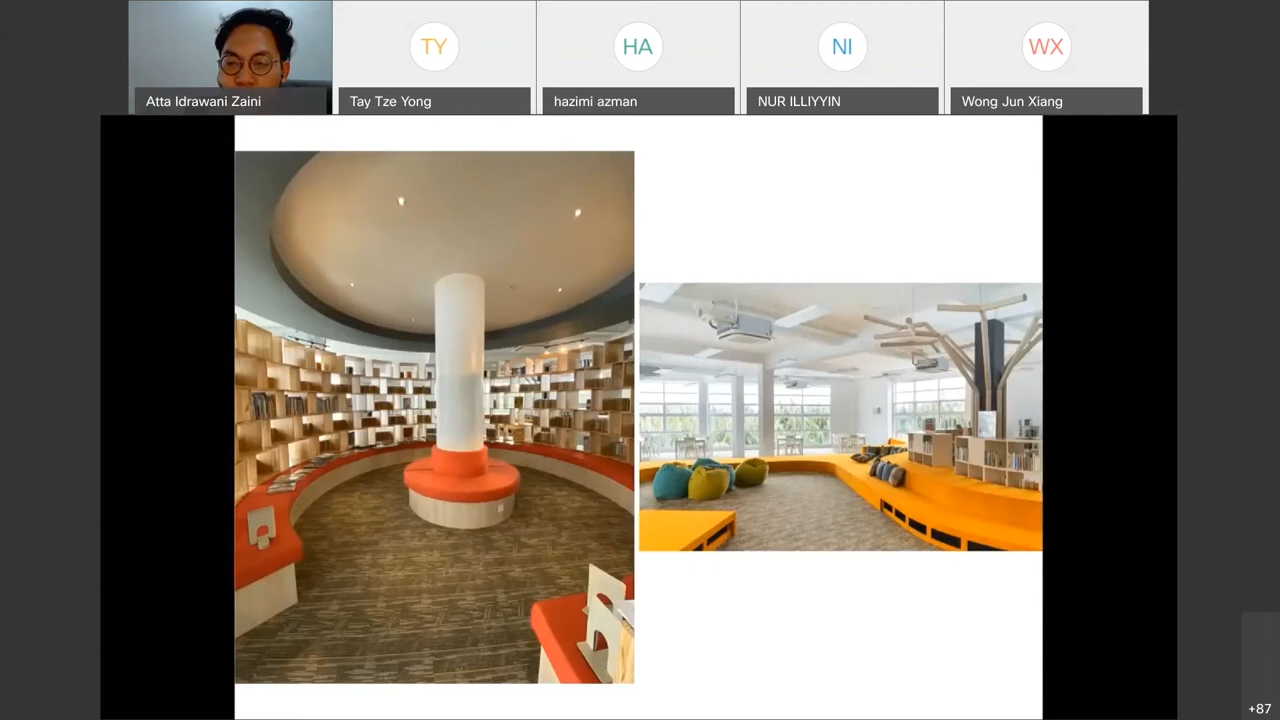 TY
HA
NI
WX
Atta Idrawani Zaini
Tay Tze Yong
hazimi azman
NUR ILLIYYIN
Wong Jun Xiang
+87